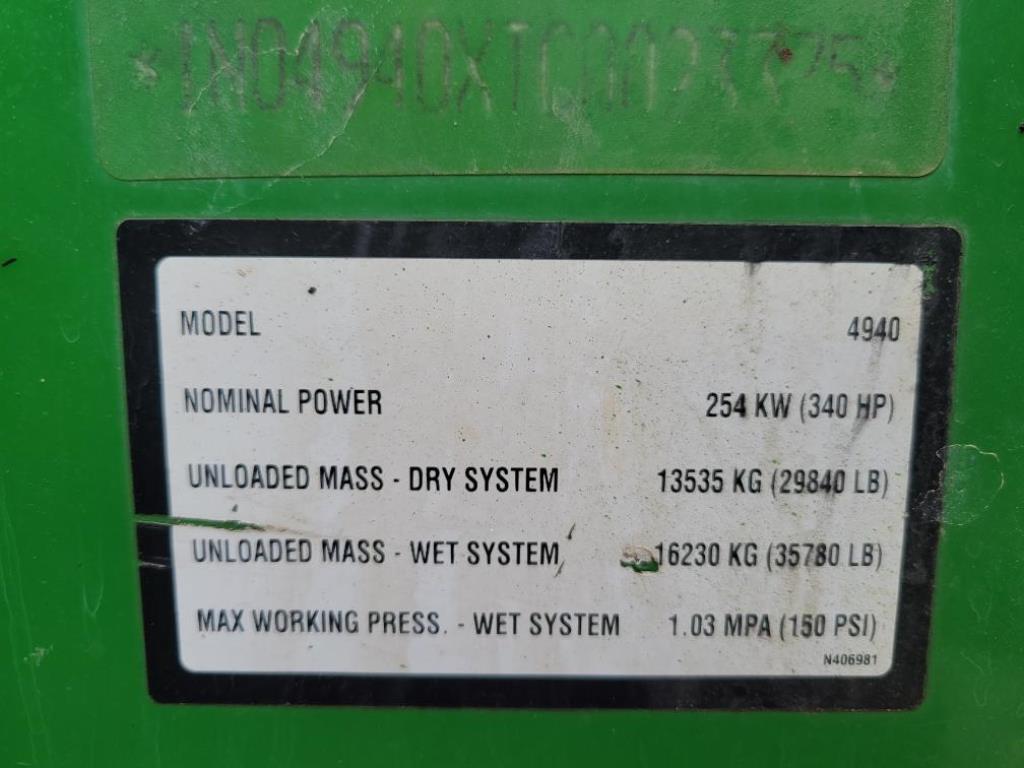 MODEL 4940
NOMINAL POWER 254 KW (340 HP)
UNLOADED MASS - DRY SYSTEM 13535 KG (29840 LB)
UNLOADED MASS - WET SYSTEM 16230 KG (35780 LB)
MAX WORKING PRESS. - WET SYSTEM 1.03 MPA (150 PSI)
N406981